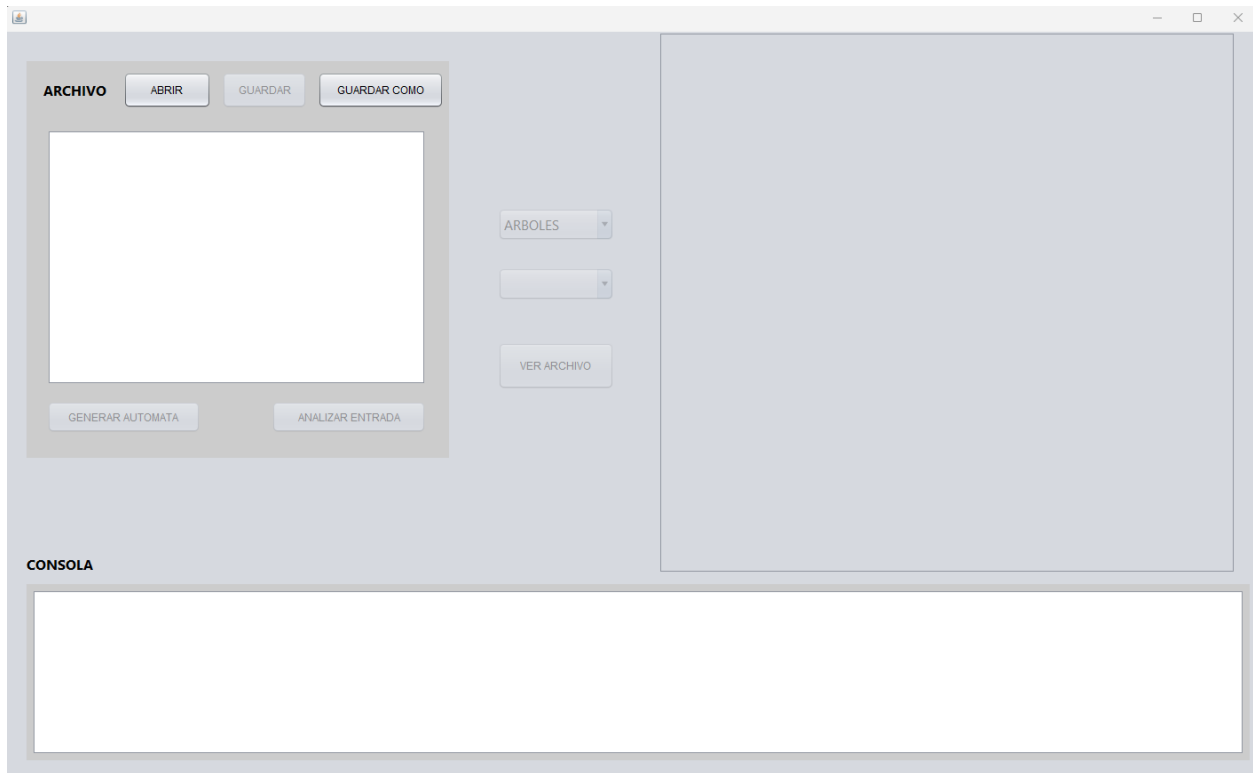 ARCHIVO ABRIR GUARDAR GUARDAR COMO
ARBOLES
VER ARCHIVO
GENERAR AUTOMATA ANALIZAR ENTRADA
CONSOLA